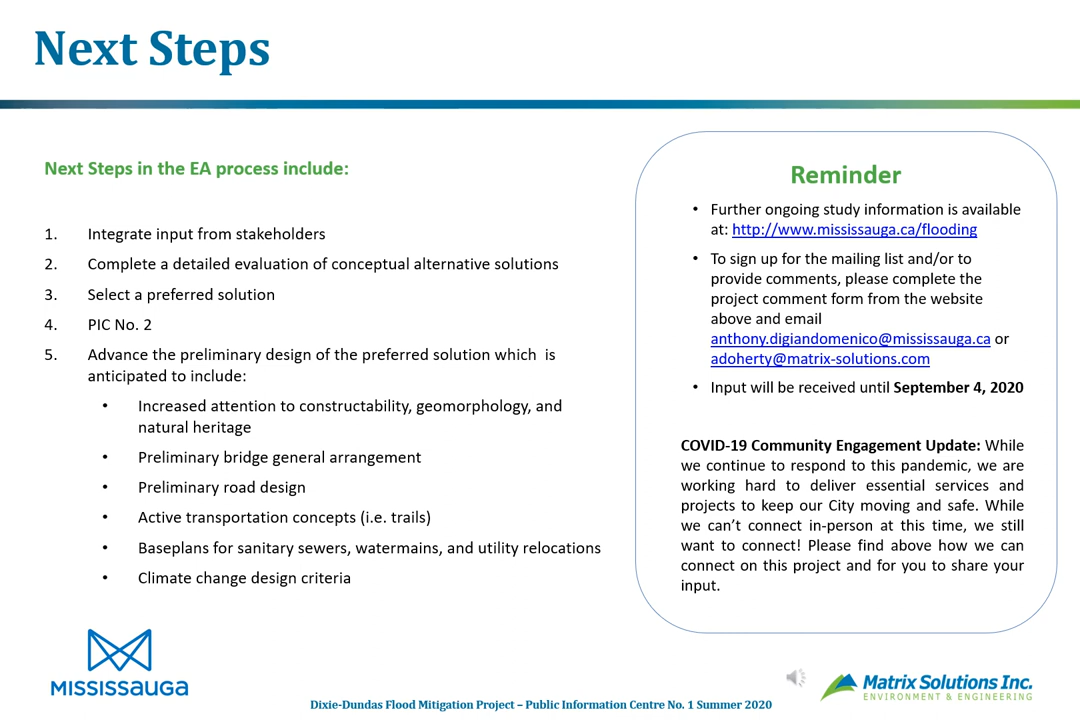 Next Steps
Next Steps in the EA process include:
1. Integrate input from stakeholders
2. Complete a detailed evaluation of conceptual alternative solutions
3. Select a preferred solution
4. PIC No. 2
5. Advance the preliminary design of the preferred solution which is
anticipated to include:
• Increased attention to constructability, geomorphology, and
natural heritage
• Preliminary bridge general arrangement
• Preliminary road design
• Active transportation concepts (i.e. trails)
• Baseplans for sanitary sewers, watermains, and utility relocations
• Climate change design criteria
Reminder
• Further ongoing study information is available
at: http://www.mississauga.ca/flooding
• To sign up for the mailing list and/or to
provide comments, please complete the
project comment form from the website
above and email
anthony.digiandomenico@mississauga.ca or
adoherty@matrix-solutions.com
• Input will be received until September 4, 2020
COVID-19 Community Engagement Update: While
we continue to respond to this pandemic, we are
working hard to deliver essential services and
projects to keep our City moving and safe. While
we can’t connect in-person at this time, we still
want to connect! Please find above how we can
connect on this project and for you to share your
input.
MISSISSAUGA
Dixie-Dundas Flood Mitigation Project – Public Information Centre No. 1 Summer 2020
Matrix Solutions Inc.
ENVIRONMENT & ENGINEERING